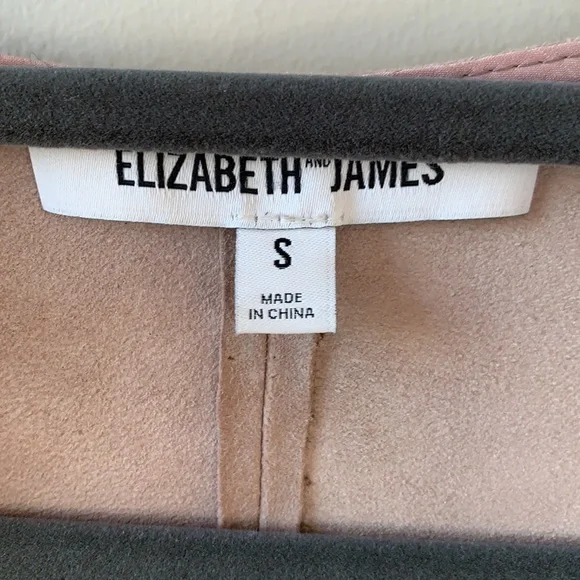 ELIZABETH AND JAMES
S
MADE
IN CHINA